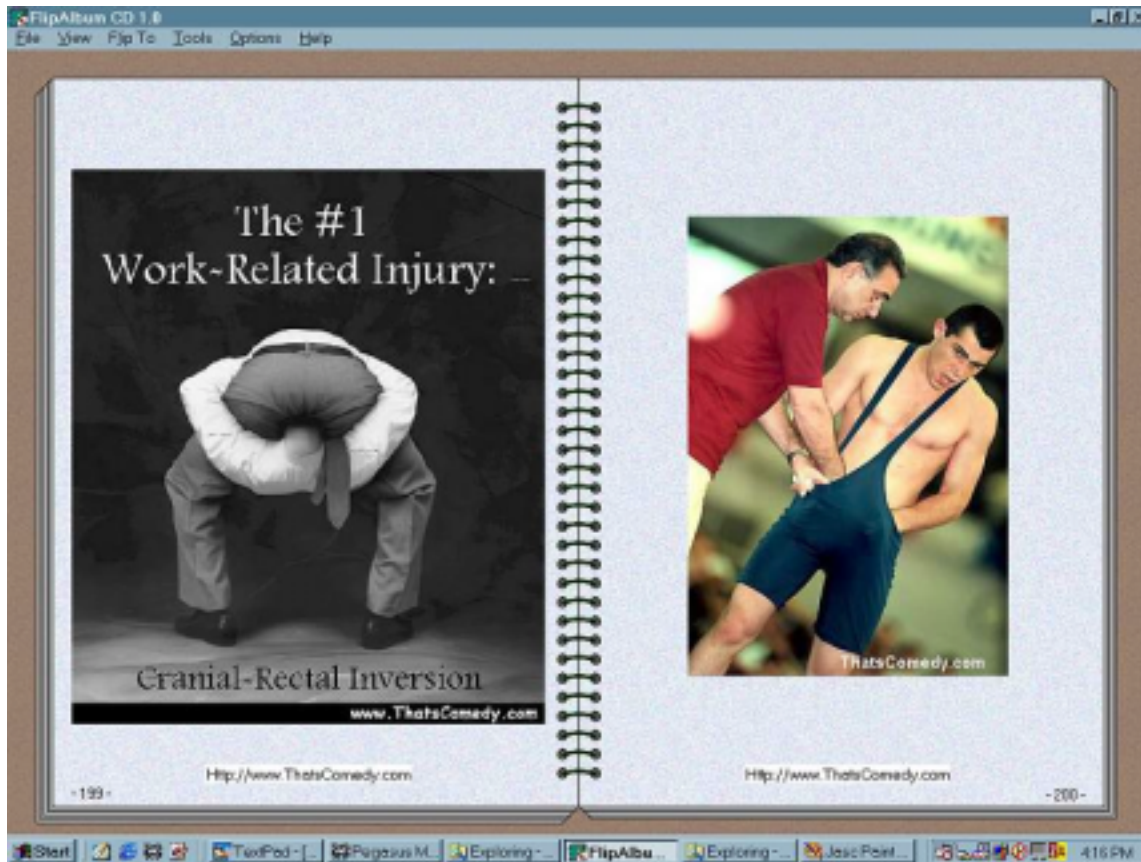 FlipAlbum CD 1.0
File View Flip To Tools Options Help
The #1
Work-Related Injury:
Cranial-Rectal Inversion
www.ThatsComedy.com
Http://www.ThatsComedy.com
-199-
ThatsComedy.com
Http://www.ThatsComedy.com
-200-
Start TextPad - [... Pegasus M... Exploring - ... FlipAlbu... Exploring - ... Jasc Paint... 4:16 PM